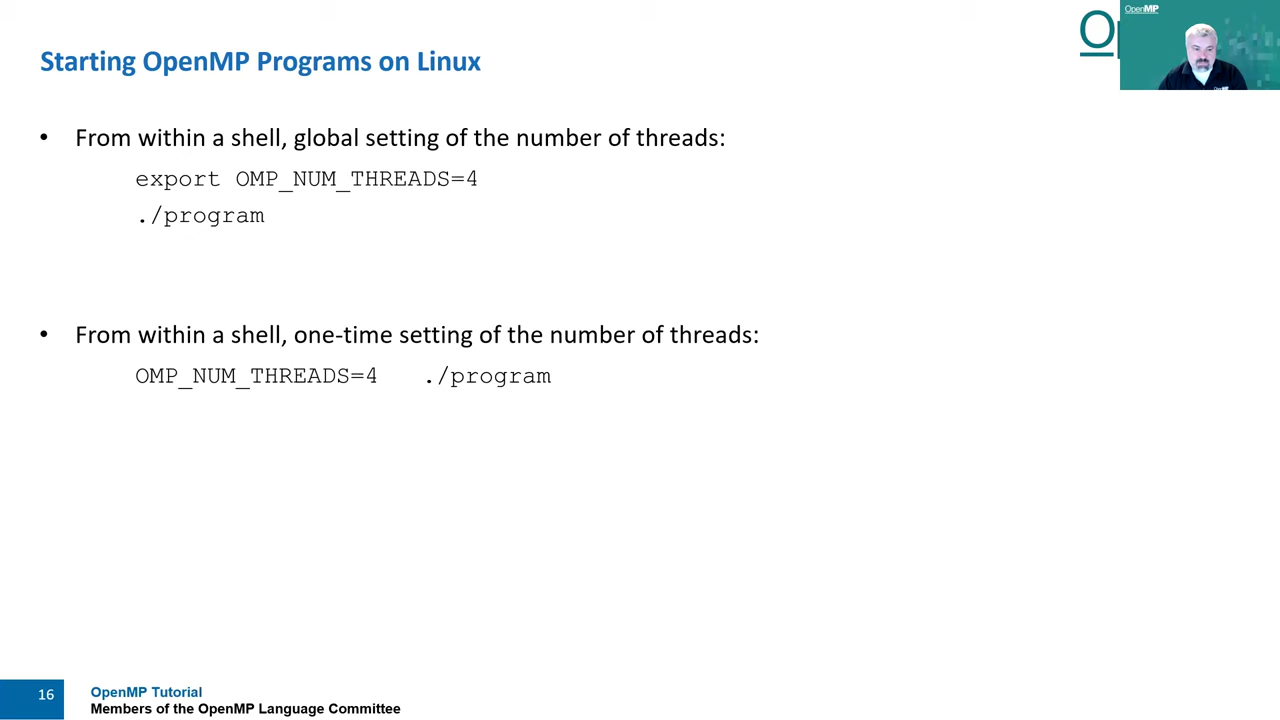 Starting OpenMP Programs on Linux
OpenMP
• From within a shell, global setting of the number of threads:
export OMP_NUM_THREADS=4
./program
• From within a shell, one-time setting of the number of threads:
OMP_NUM_THREADS=4 ./program
16
OpenMP Tutorial
Members of the OpenMP Language Committee